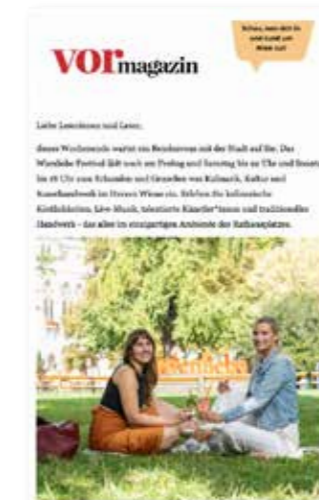 VOR magazin
Liebe Leserinnen und Leser,
dieses Wochenende wartet ein Rendezvous mit der Stadt auf Sie. Das
Wienliebe Festival lädt noch am Freitag und Samstag bis 22 Uhr und Sonntag
bis 18 Uhr zum Erkunden und Genießen von Kulinarik, Kultur und
Kunsthandwerk im Herzen Wiens ein. Erleben Sie kulinarische
Köstlichkeiten, Live-Musik, talentierte Künstler*innen und traditionelles
Handwerk – das alles im einzigartigen Ambiente des Rathausplatzes.